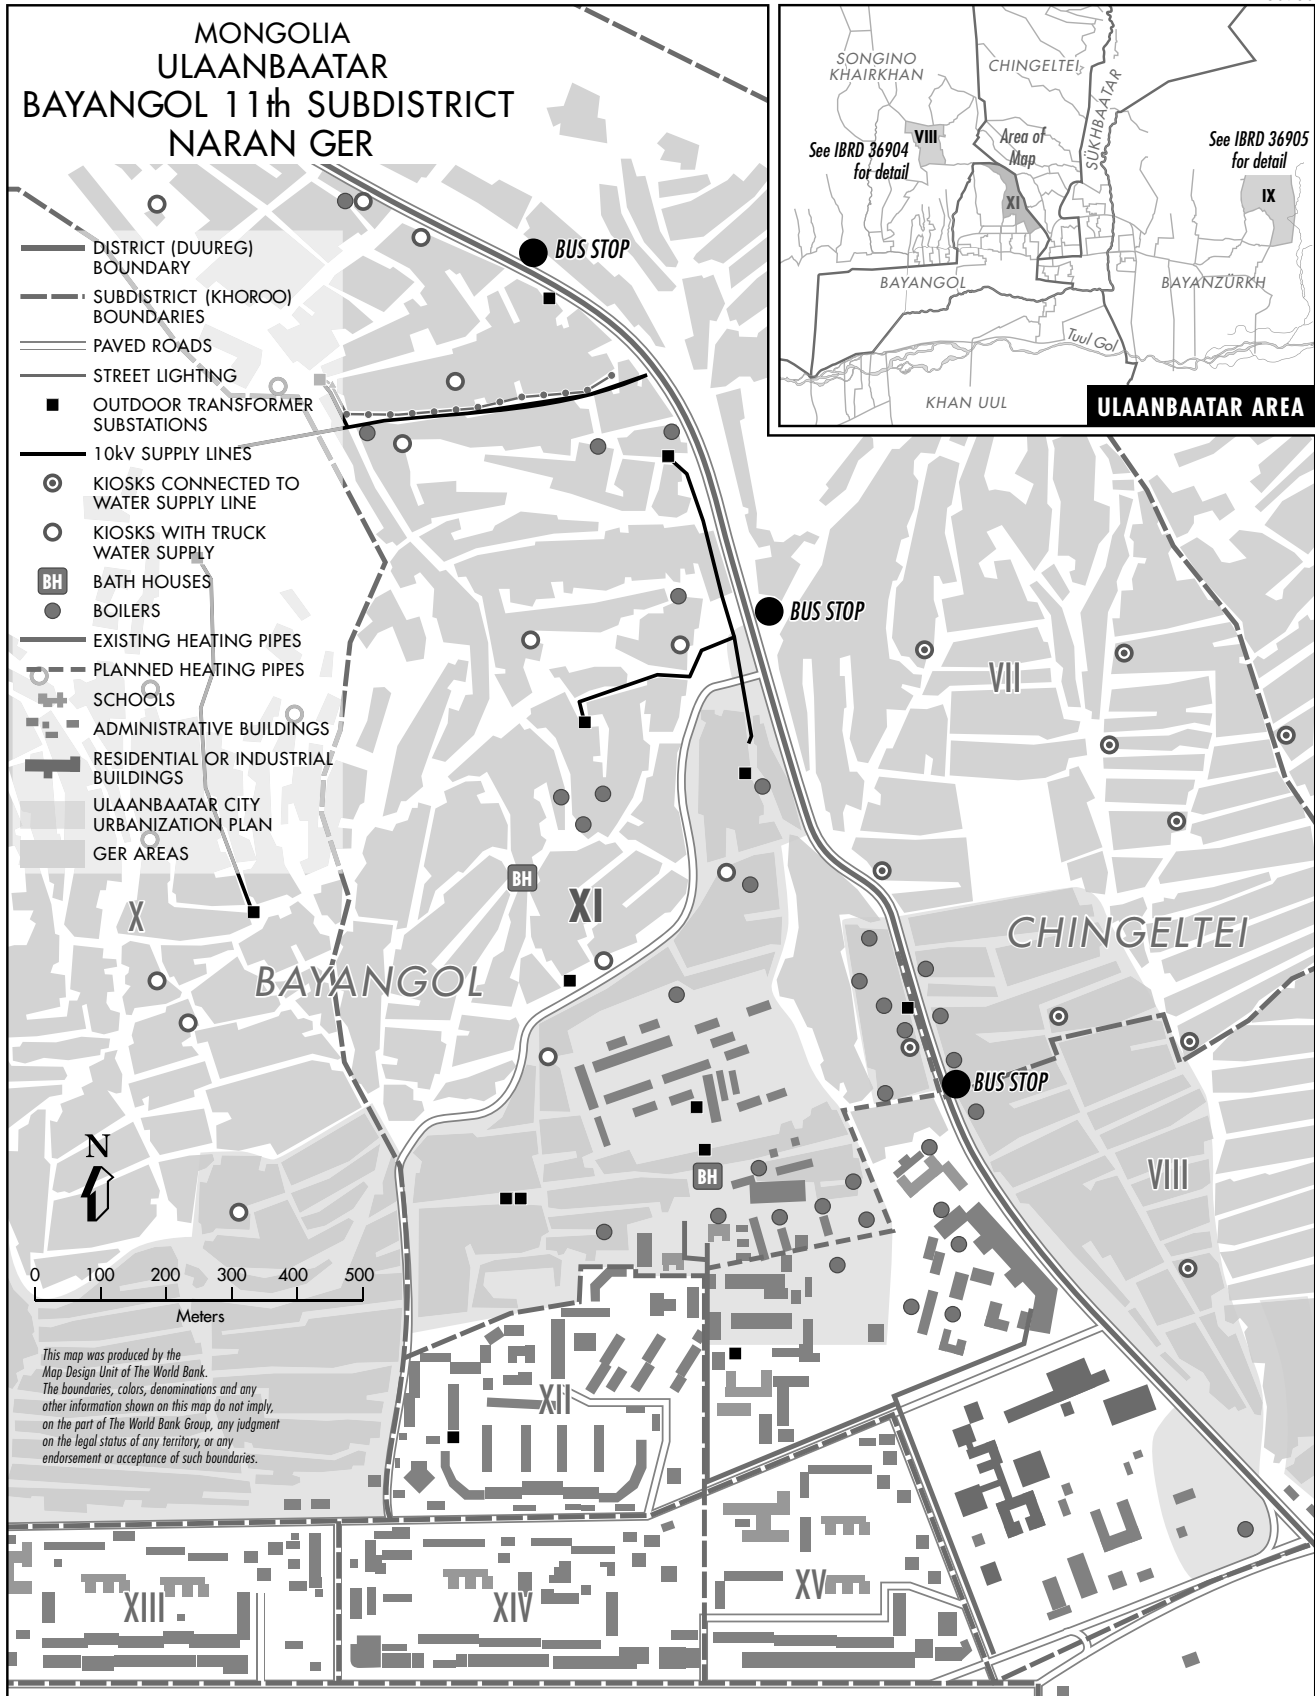 MONGOLIA
ULAANBAATAR
BAYANGOL 11th SUBDISTRICT
NARAN GER
SONGINO
KHAIRKHAN
CHINGELTEI
SÜKHBAATAR
VIII
See IBRD 36904
for detail
Area of
Map
XI
See IBRD 36905
for detail
IX
BAYANGOL
BAYANZÜRKH
Tuul Gol
KHAN UUL
ULAANBAATAR AREA
DISTRICT (DUUREG)
BOUNDARY
SUBDISTRICT (KHOROO)
BOUNDARIES
PAVED ROADS
STREET LIGHTING
OUTDOOR TRANSFORMER
SUBSTATIONS
10kV SUPPLY LINES
KIOSKS CONNECTED TO
WATER SUPPLY LINE
KIOSKS WITH TRUCK
WATER SUPPLY
BH BATH HOUSES
BOILERS
EXISTING HEATING PIPES
PLANNED HEATING PIPES
SCHOOLS
ADMINISTRATIVE BUILDINGS
RESIDENTIAL OR INDUSTRIAL
BUILDINGS
ULAANBAATAR CITY
URBANIZATION PLAN
GER AREAS
BUS STOP
BUS STOP
VII
BH
XI
X
CHINGELTEI
BAYANGOL
BUS STOP
N
BH
VIII
0 100 200 300 400 500
Meters
This map was produced by the
Map Design Unit of The World Bank.
The boundaries, colors, denominations and any
other information shown on this map do not imply,
on the part of The World Bank Group, any judgment
on the legal status of any territory, or any
endorsement or acceptance of such boundaries.
XII
XIII
XIV
XV